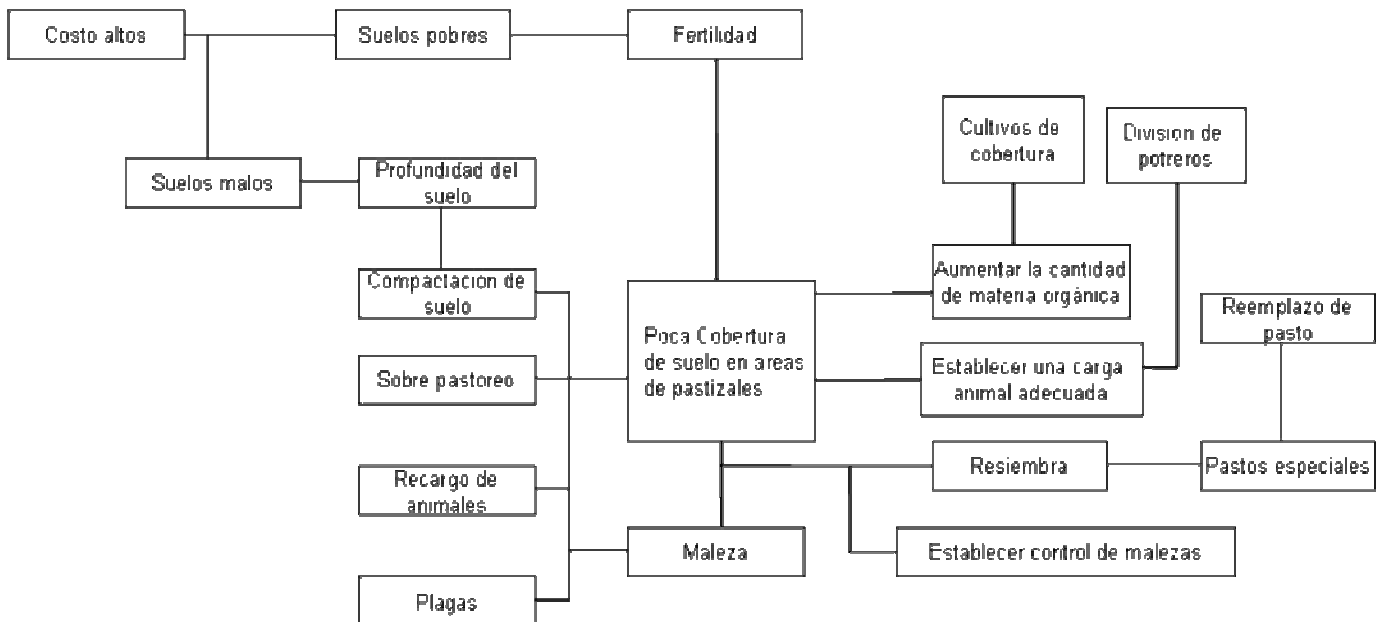 Costo altos
Suelos pobres
Fertilidad
Cultivos de
cobertura
Division de
potreros
Suelos malos
Profundidad del
suelo
Compactacion de
suelo
Aumentar la cantidad
de materia orgánica
Reemplazo de
pasto
Poca Cobertura
de suelo en areas
de pastizales
Sobre pastoreo
Establecer una carga
animal adecuada
Recargo de
animales
Resiembra
Pastos especiales
Maleza
Establecer control de malezas
Plagas